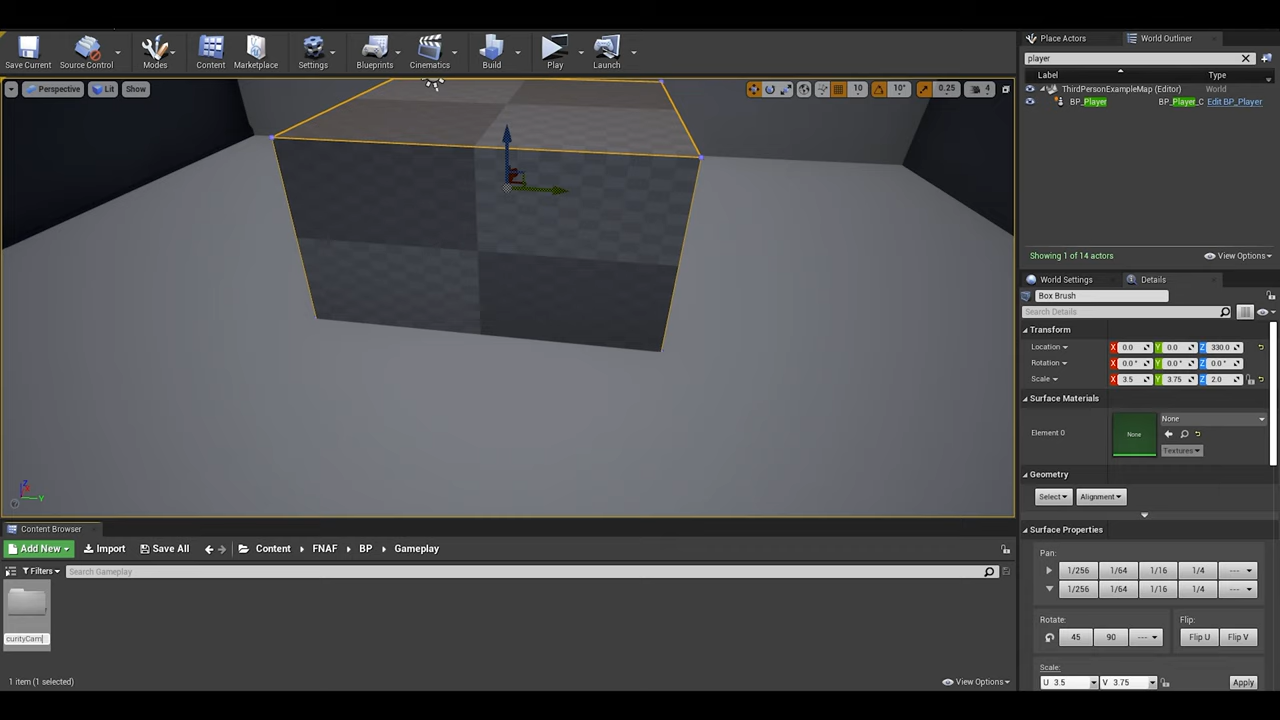 Save Current
Source Control
Modes
Content
Marketplace
Settings
Blueprints
Cinematics
Build
Play
Launch
Place Actors
World Outliner
player
Label
Type
ThirdPersonExampleMap (Editor)
World
BP_Player
BP_Player_C
Edit BP_Player
Showing 1 of 14 actors
View Options
Perspective
Lit
Show
10
10°
0.25
4
World Settings
Details
Box Brush
Search Details
Transform
Location
X 0.0
Y 0.0
Z 330.0
Rotation
X 0.0°
Y 0.0°
Z 0.0°
Scale
X 3.5
Y 3.75
Z 2.0
Surface Materials
Element 0
None
None
Textures
Geometry
Select
Alignment
Surface Properties
Pan:
1/256
1/64
1/16
1/4
---
1/256
1/64
1/16
1/4
---
Rotate:
45
90
---
Flip:
Flip U
Flip V
Scale:
U 3.5
V 3.75
Apply
Z
Y
Content Browser
Add New
Import
Save All
Content
FNAF
BP
Gameplay
Filters
Search Gameplay
curityCam
1 item (1 selected)
View Options